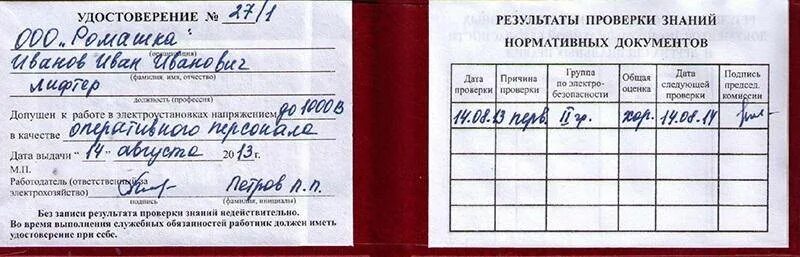 УДОСТОВЕРЕНИЕ № 27/1
ООО „Ромашка"
(организация)
Иванов Иван Иванович
(фамилия, имя, отчество)
лифтер
должность (профессия)
Допущен к работе в электроустановках напряжением до 1000В
в качестве оперативного персонала
Дата выдачи “ 14 ” августа 2013г.
М.П.
Работодатель (ответственный за
электрохозяйство) Петров П.П.
подпись (фамилия, инициалы)
Без записи результата проверки знаний недействительно.
Во время выполнения служебных обязанностей работник должен иметь
удостоверение при себе.
РЕЗУЛЬТАТЫ ПРОВЕРКИ ЗНАНИЙ
НОРМАТИВНЫХ ДОКУМЕНТОВ
Дата проверки Причина проверки Группа по электро-безопасности Общая оценка Дата следующей проверки Подпись председ. комиссии
14.08.13 перв. II гр. хор. 14.08.14